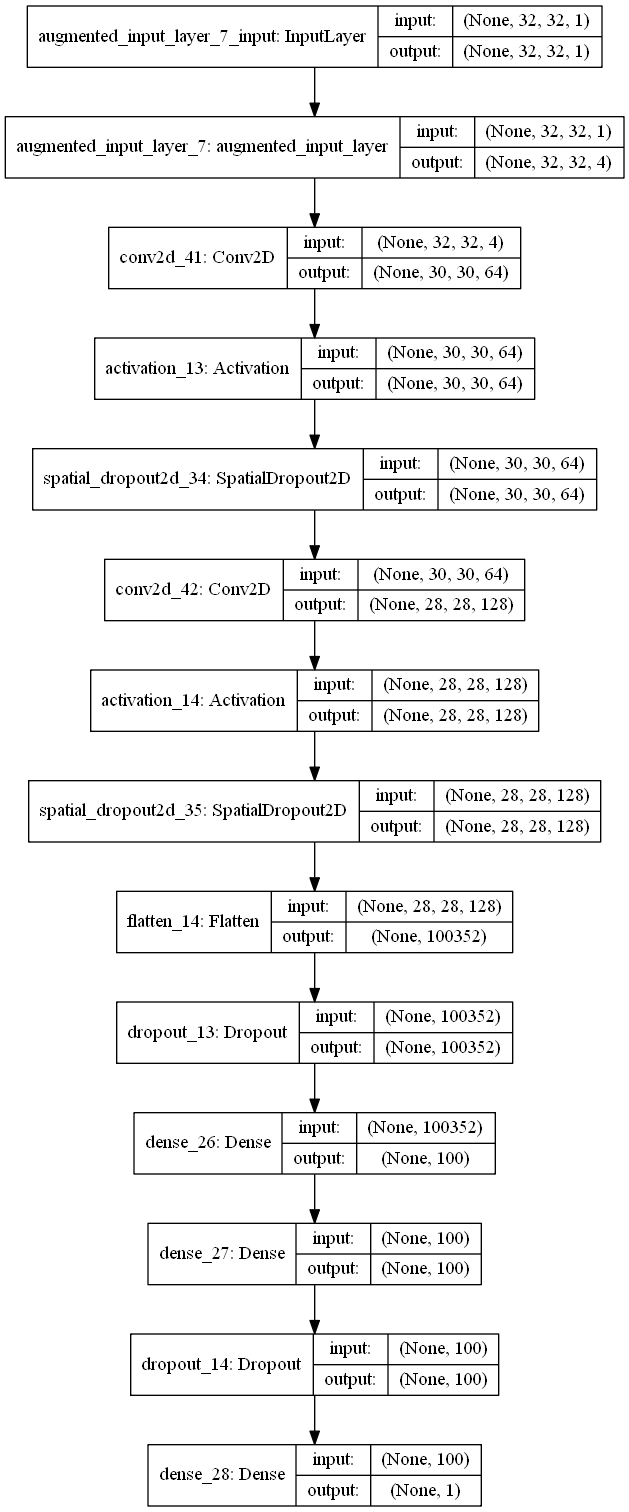 augmented_input_layer_7_input: InputLayer
input: (None, 32, 32, 1)
output: (None, 32, 32, 1)
augmented_input_layer_7: augmented_input_layer
input: (None, 32, 32, 1)
output: (None, 32, 32, 4)
conv2d_41: Conv2D
input: (None, 32, 32, 4)
output: (None, 30, 30, 64)
activation_13: Activation
input: (None, 30, 30, 64)
output: (None, 30, 30, 64)
spatial_dropout2d_34: SpatialDropout2D
input: (None, 30, 30, 64)
output: (None, 30, 30, 64)
conv2d_42: Conv2D
input: (None, 30, 30, 64)
output: (None, 28, 28, 128)
activation_14: Activation
input: (None, 28, 28, 128)
output: (None, 28, 28, 128)
spatial_dropout2d_35: SpatialDropout2D
input: (None, 28, 28, 128)
output: (None, 28, 28, 128)
flatten_14: Flatten
input: (None, 28, 28, 128)
output: (None, 100352)
dropout_13: Dropout
input: (None, 100352)
output: (None, 100352)
dense_26: Dense
input: (None, 100352)
output: (None, 100)
dense_27: Dense
input: (None, 100)
output: (None, 100)
dropout_14: Dropout
input: (None, 100)
output: (None, 100)
dense_28: Dense
input: (None, 100)
output: (None, 1)